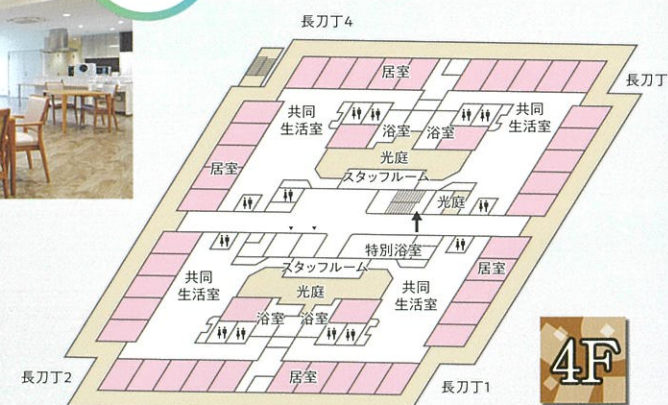 長刀丁4
居室
長刀丁
共同
生活室
共同
生活室
浴室
浴室
光庭
居室
スタッフルーム
光庭
特別浴室
スタッフルーム
居室
共同
生活室
光庭
共同
生活室
浴室
浴室
4F
長刀丁2
居室
長刀丁1